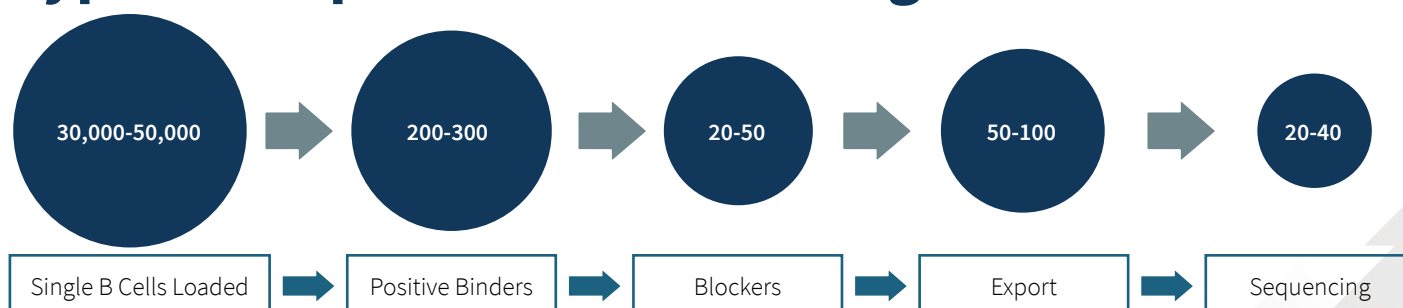 30,000-50,000
200-300
20-50
50-100
20-40
Single B Cells Loaded
Positive Binders
Blockers
Export
Sequencing